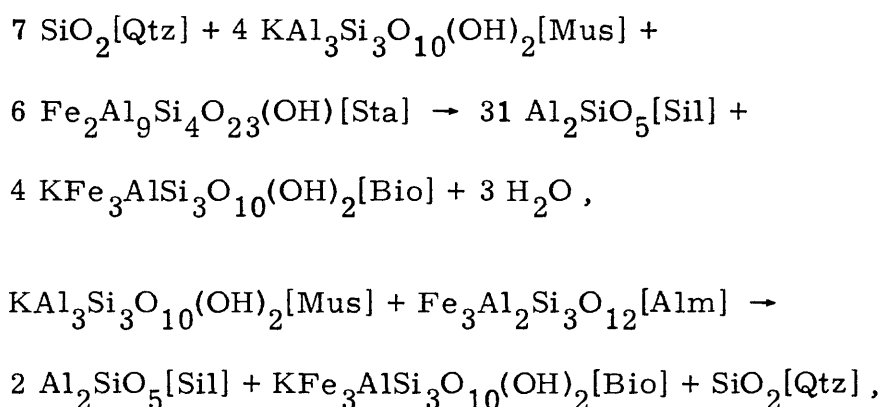 7 SiO₂[Qtz] + 4 KAl₃Si₃O₁₀(OH)₂[Mus] +
6 Fe₂Al₉Si₄O₂₃(OH)[Sta] → 31 Al₂SiO₅[Sil] +
4 KFe₃AlSi₃O₁₀(OH)₂[Bio] + 3 H₂O ,
KAl₃Si₃O₁₀(OH)₂[Mus] + Fe₃Al₂Si₃O₁₂[Alm] →
2 Al₂SiO₅[Sil] + KFe₃AlSi₃O₁₀(OH)₂[Bio] + SiO₂[Qtz] ,